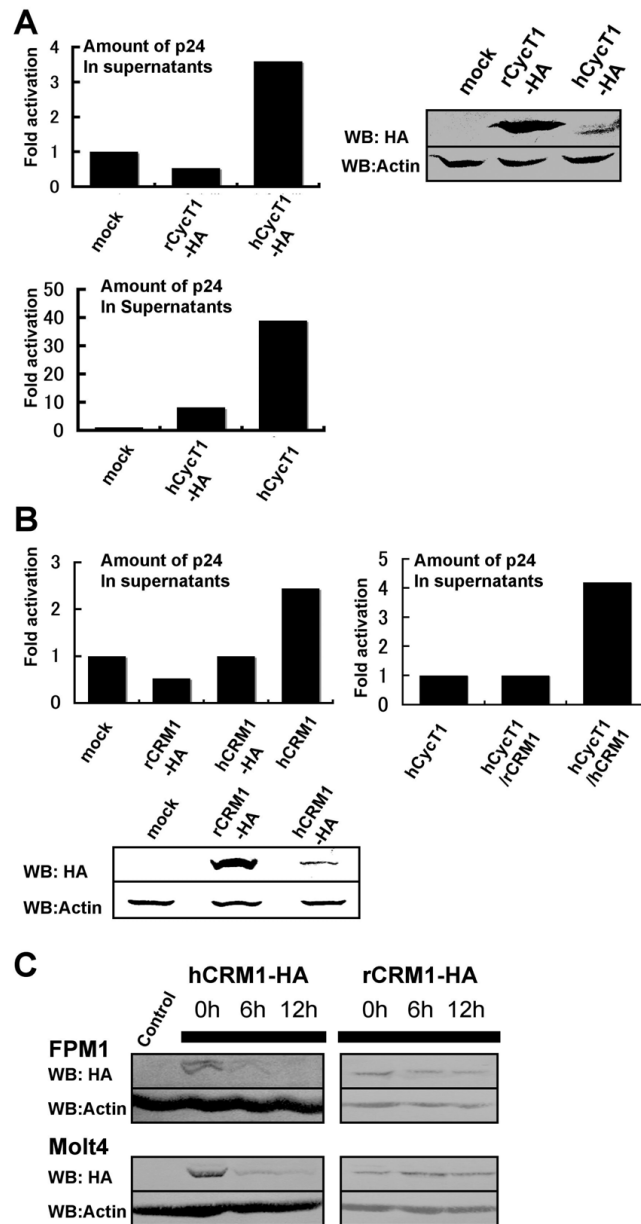 A
Amount of p24
In supernatants
Fold activation
4
3
2
1
0
mock
rCycT1
-HA
hCycT1
-HA
mock
rCycT1
-HA
hCycT1
-HA
WB: HA
WB:Actin
Amount of p24
In Supernatants
Fold activation
50
40
30
20
10
0
mock
hCycT1
-HA
hCycT1
B
Amount of p24
In supernatants
Fold activation
3
2
1
0
mock
rCRM1
-HA
hCRM1
-HA
hCRM1
Amount of p24
In supernatants
Fold activation
5
4
3
2
1
0
hCycT1
hCycT1
/rCRM1
hCycT1
/hCRM1
mock
rCRM1
-HA
hCRM1
-HA
WB: HA
WB:Actin
C
hCRM1-HA
rCRM1-HA
Control
0h 6h 12h
0h 6h 12h
FPM1
WB: HA
WB:Actin
Molt4
WB: HA
WB:Actin